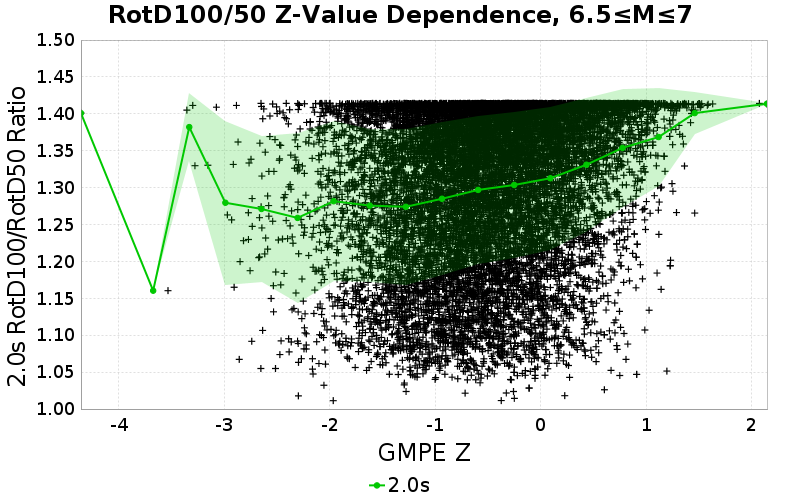 RotD100/50 Z-Value Dependence, 6.5≤M≤7
2.0s RotD100/RotD50 Ratio
1.50
1.45
1.40
1.35
1.30
1.25
1.20
1.15
1.10
1.05
1.00
-4 -3 -2 -1 0 1 2
GMPE Z
2.0s